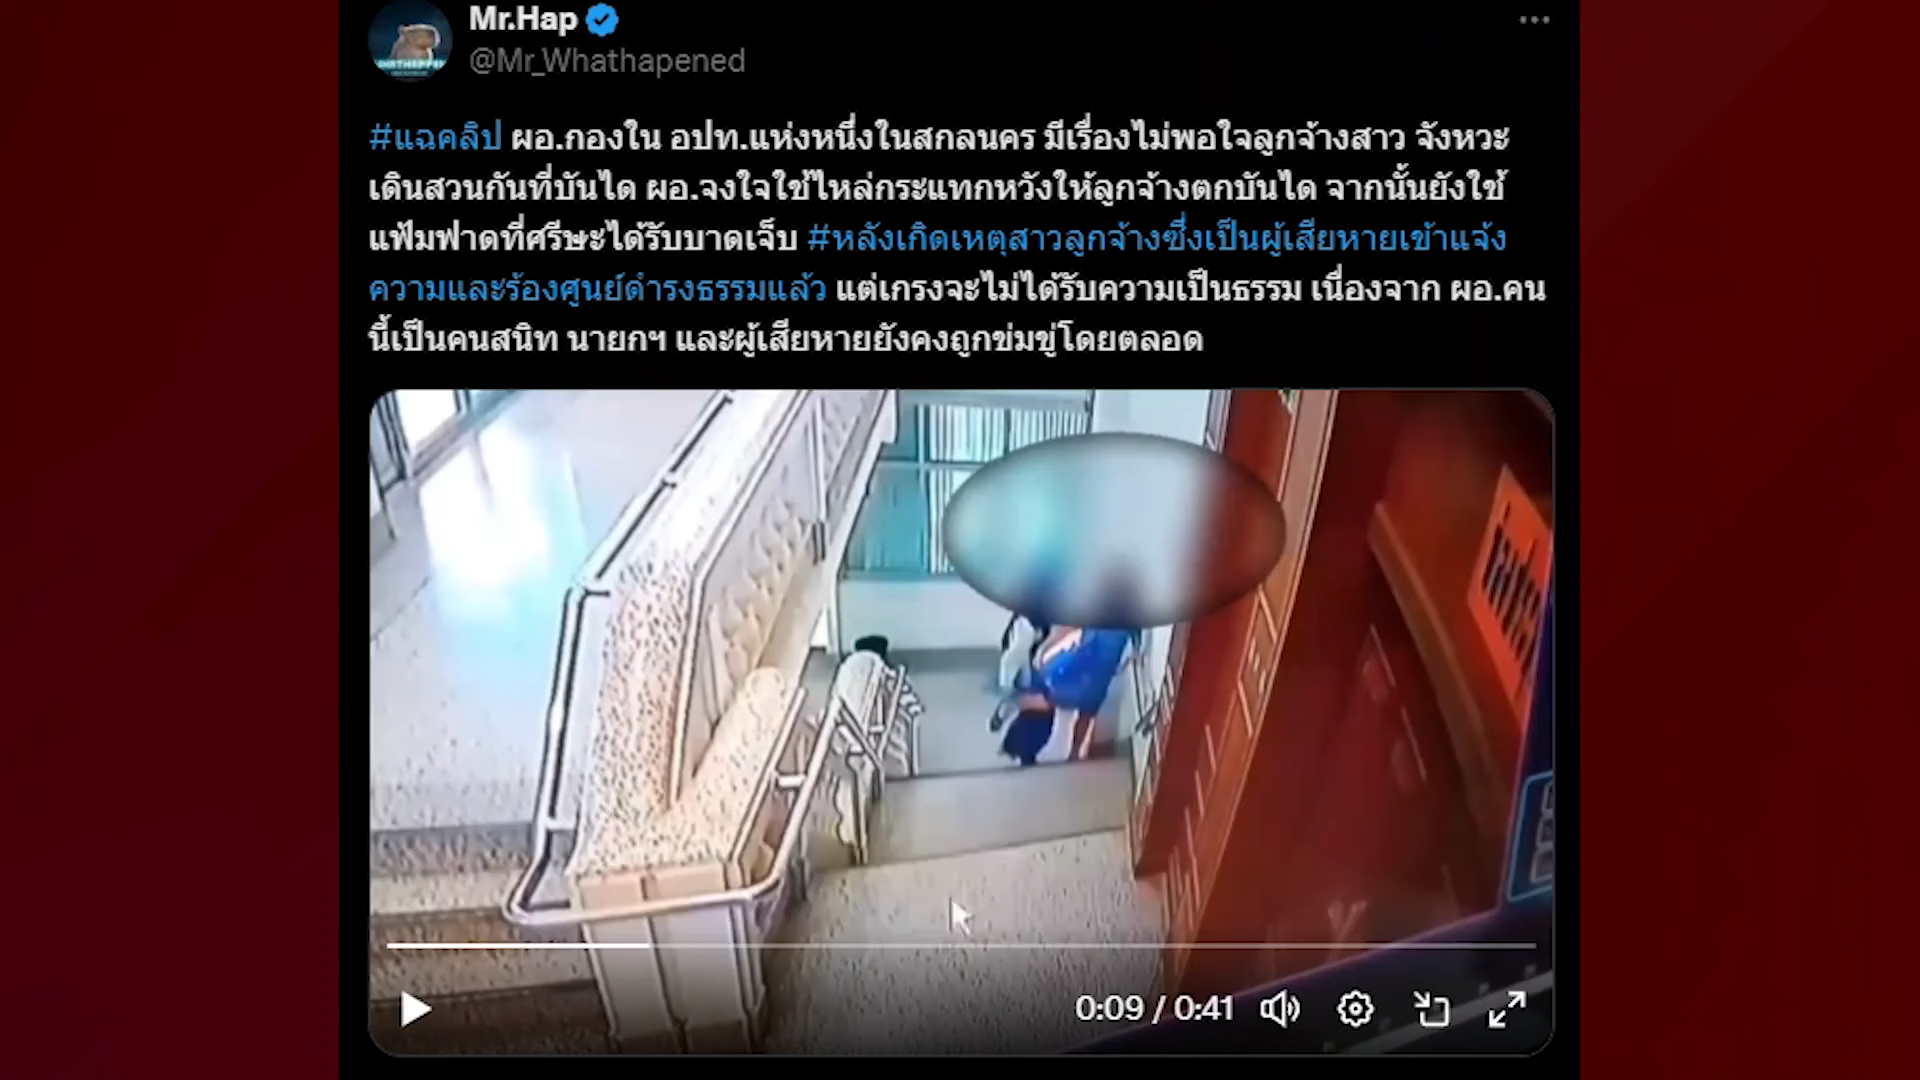 Mr.Hap
@Mr_Whathapened
#แฉคลิป ผอ.กองใน อปท.แห่งหนึ่งในสกลนคร มีเรื่องไม่พอใจลูกจ้างสาว จังหวะ
เดินสวนกันที่บันได ผอ.จงใจใช้ไหล่กระแทกหวังให้ลูกจ้างตกบันได จากนั้นยังใช้
แฟ้มฟาดที่ศรีษะได้รับบาดเจ็บ #หลังเกิดเหตุสาวลูกจ้างซึ่งเป็นผู้เสียหายเข้าแจ้ง
ความและร้องศูนย์ดำรงธรรมแล้ว แต่เกรงจะไม่ได้รับความเป็นธรรม เนื่องจาก ผอ.คน
นี้เป็นคนสนิท นายกฯ และผู้เสียหายยังคงถูกข่มขู่โดยตลอด
0:09 / 0:41